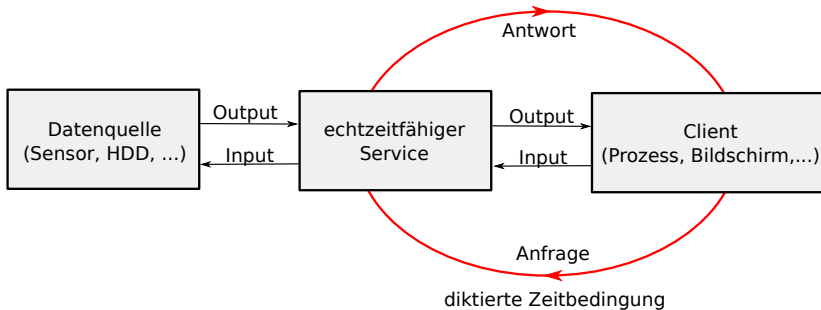 Antwort
Datenquelle
(Sensor, HDD, ...)
Output
Input
echtzeitfähiger
Service
Output
Input
Client
(Prozess, Bildschirm,...)
Anfrage
diktierte Zeitbedingung